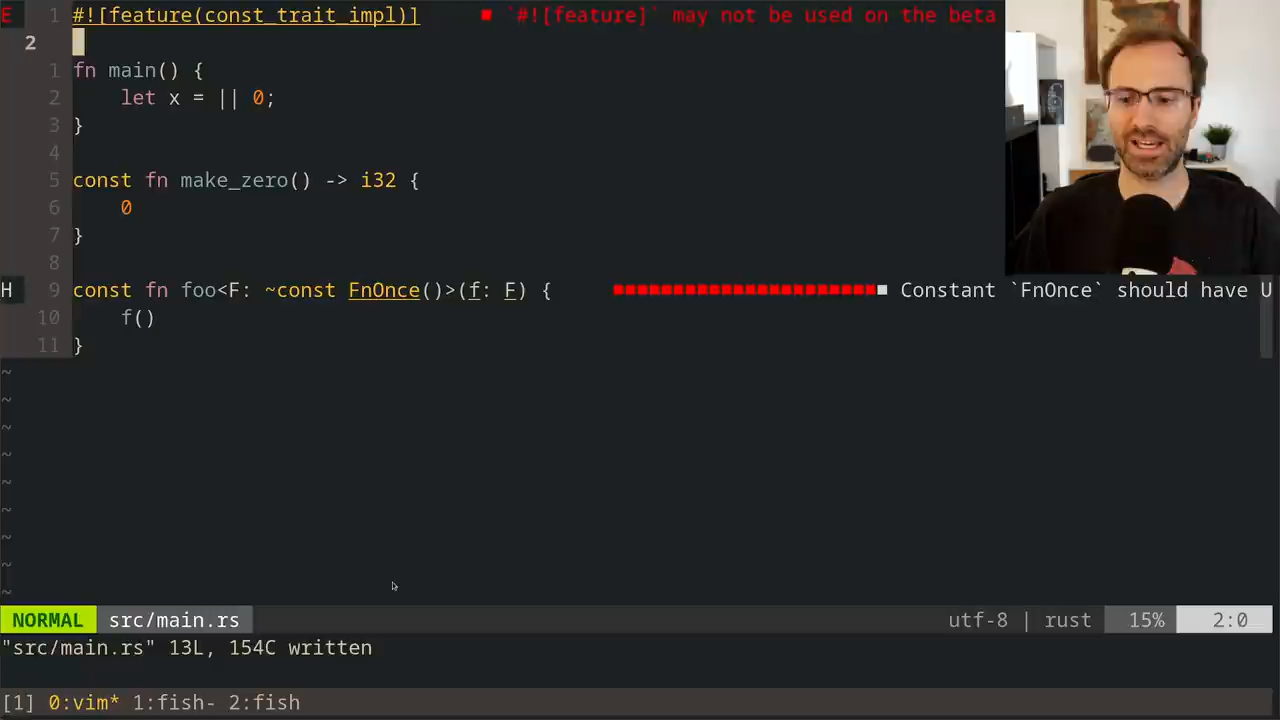 E 1 #![feature(const_trait_impl)] ■ `#![feature]` may not be used on the beta
2
1 fn main() {
2 let x = || 0;
3 }
4
5 const fn make_zero() -> i32 {
6 0
7 }
8
H 9 const fn foo<F: ~const FnOnce()>(f: F) { ■■■■■■■■■■■■■■■■■■■■■■■ Constant `FnOnce` should have U
10 f()
11 }
~
~
~
~
~
~
~
~
~
NORMAL src/main.rs utf-8 | rust 15% 2:0
"src/main.rs" 13L, 154C written
[1] 0:vim* 1:fish- 2:fish